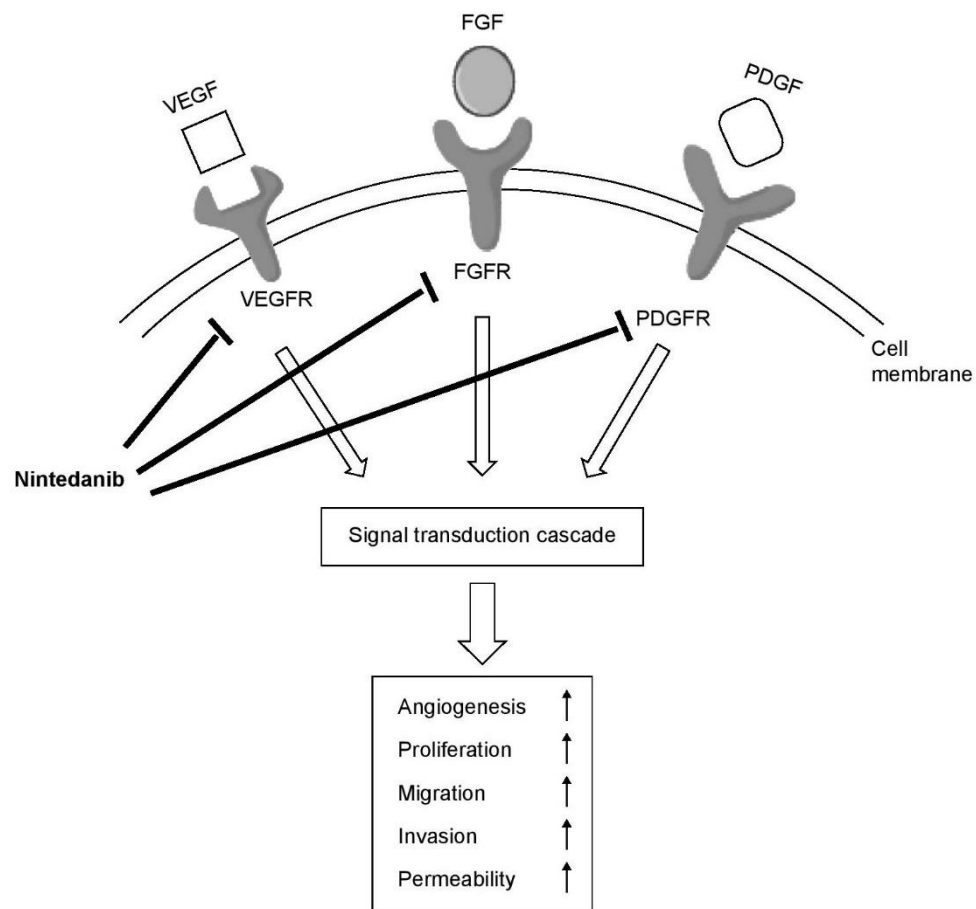 FGF
VEGF
PDGF
VEGFR
FGFR
PDGFR
Cell
membrane
Nintedanib
Signal transduction cascade
Angiogenesis ↑
Proliferation ↑
Migration ↑
Invasion ↑
Permeability ↑